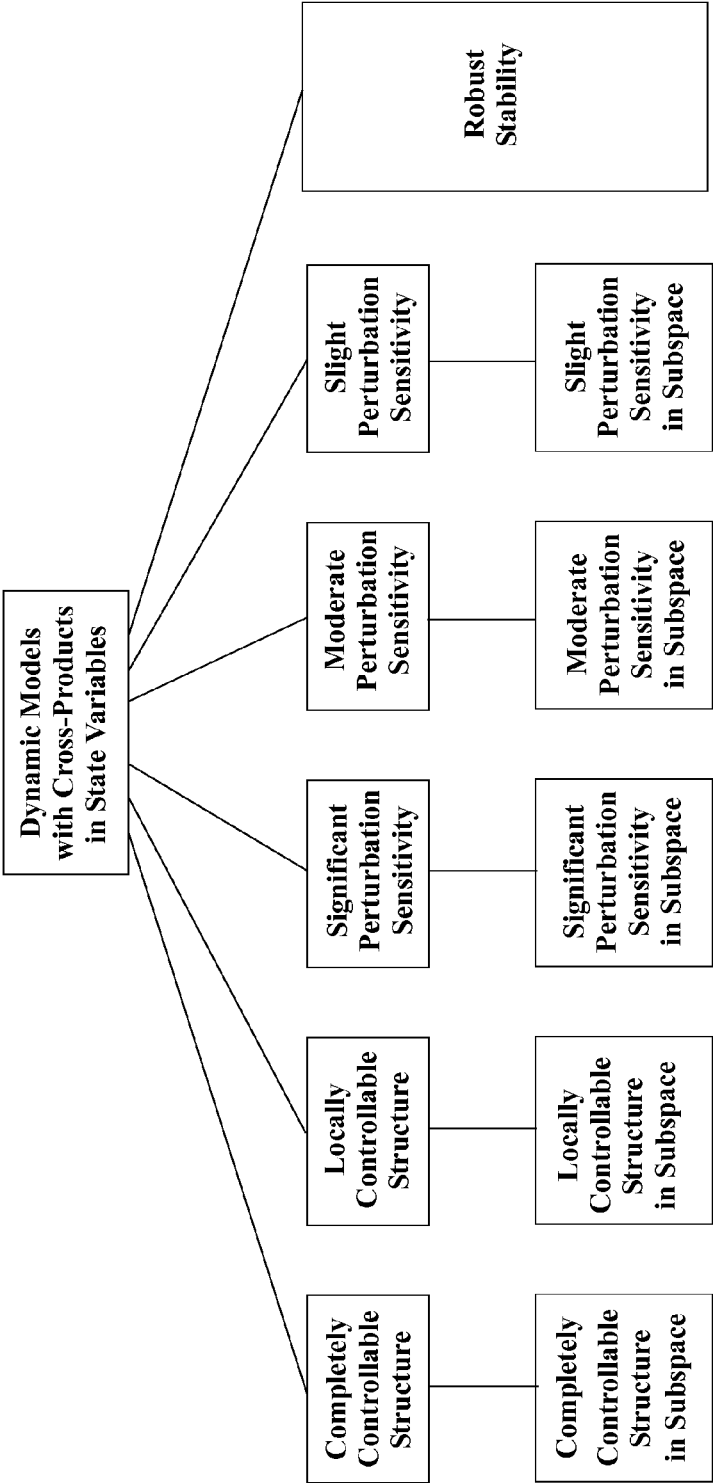 Dynamic Models
with Cross-Products
in State Variables
Completely
Controllable
Structure
Locally
Controllable
Structure
Significant
Perturbation
Sensitivity
Moderate
Perturbation
Sensitivity
Slight
Perturbation
Sensitivity
Robust
Stability
Completely
Controllable
Structure
in Subspace
Locally
Controllable
Structure
in Subspace
Significant
Perturbation
Sensitivity
in Subspace
Moderate
Perturbation
Sensitivity
in Subspace
Slight
Perturbation
Sensitivity
in Subspace